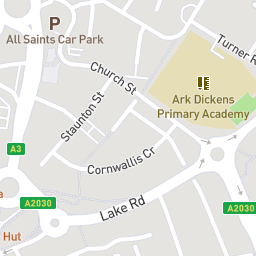 P
All Saints Car Park
Turner R
Church St
Staunton St
Ark Dickens
Primary Academy
A3
Cornwallis Cr
A2030
Lake Rd
A2030
a
Hut